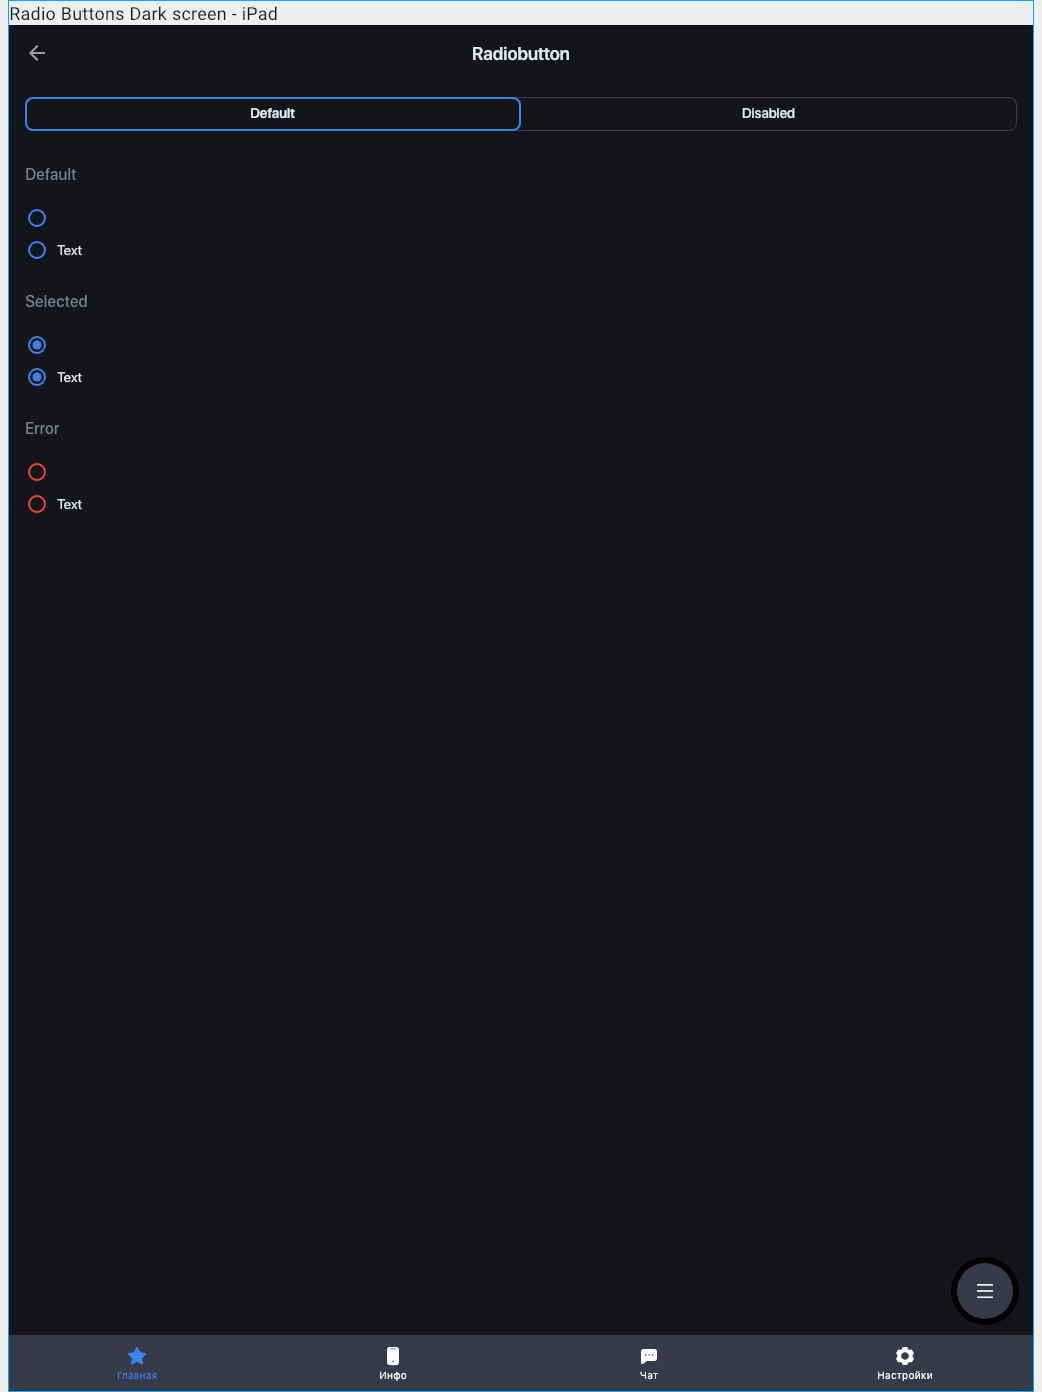 Radio Buttons Dark screen - iPad
Radiobutton
Default
Disabled
Default
Text
Selected
Text
Error
Text
Главная
Инфо
Чат
Настройки